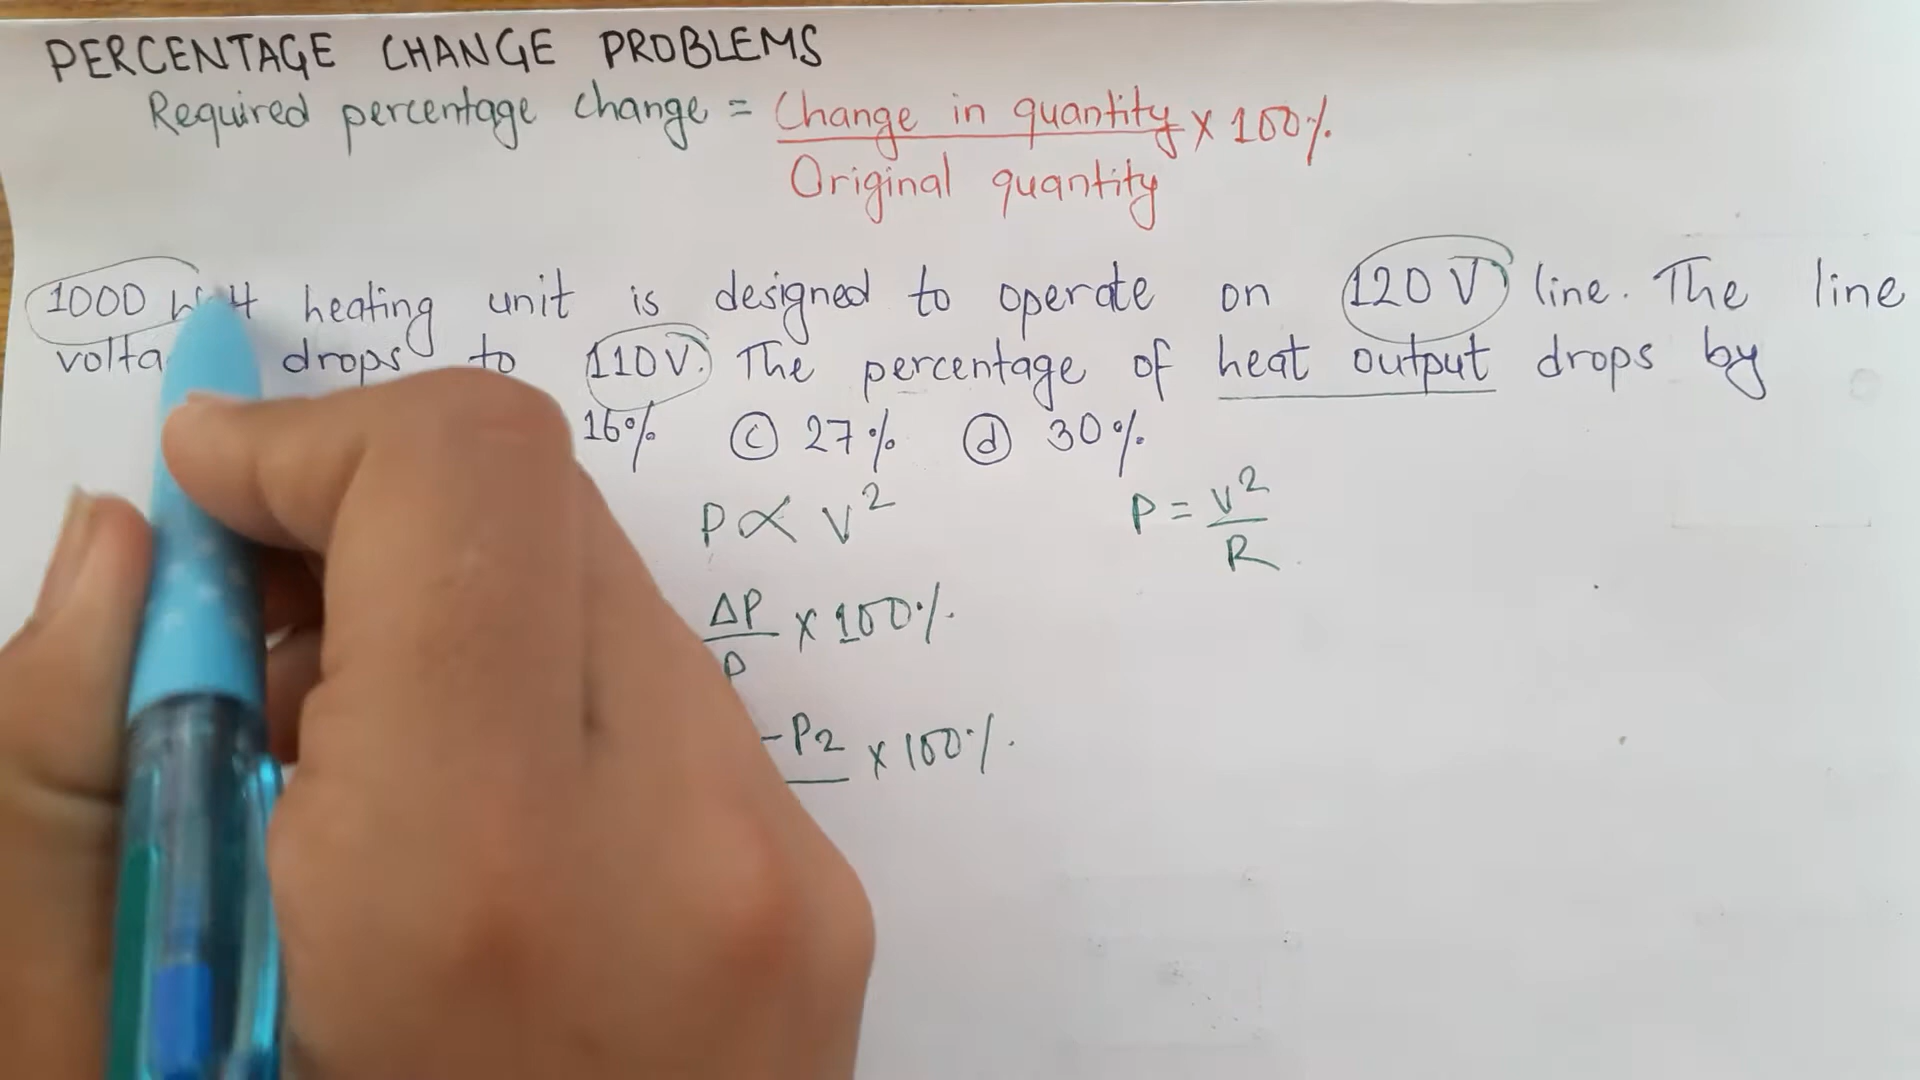 PERCENTAGE CHANGE PROBLEMS
Required percentage change = Change in quantity × 100%
Original quantity
1000 heating unit is designed to operate on 120 V line. The line
drops to 110V. The percentage of heat output drops by
16% ⓒ 27% ⓓ 30%
P ∝ V² P = V²
R
ΔP × 100%
P
- P2 × 100%